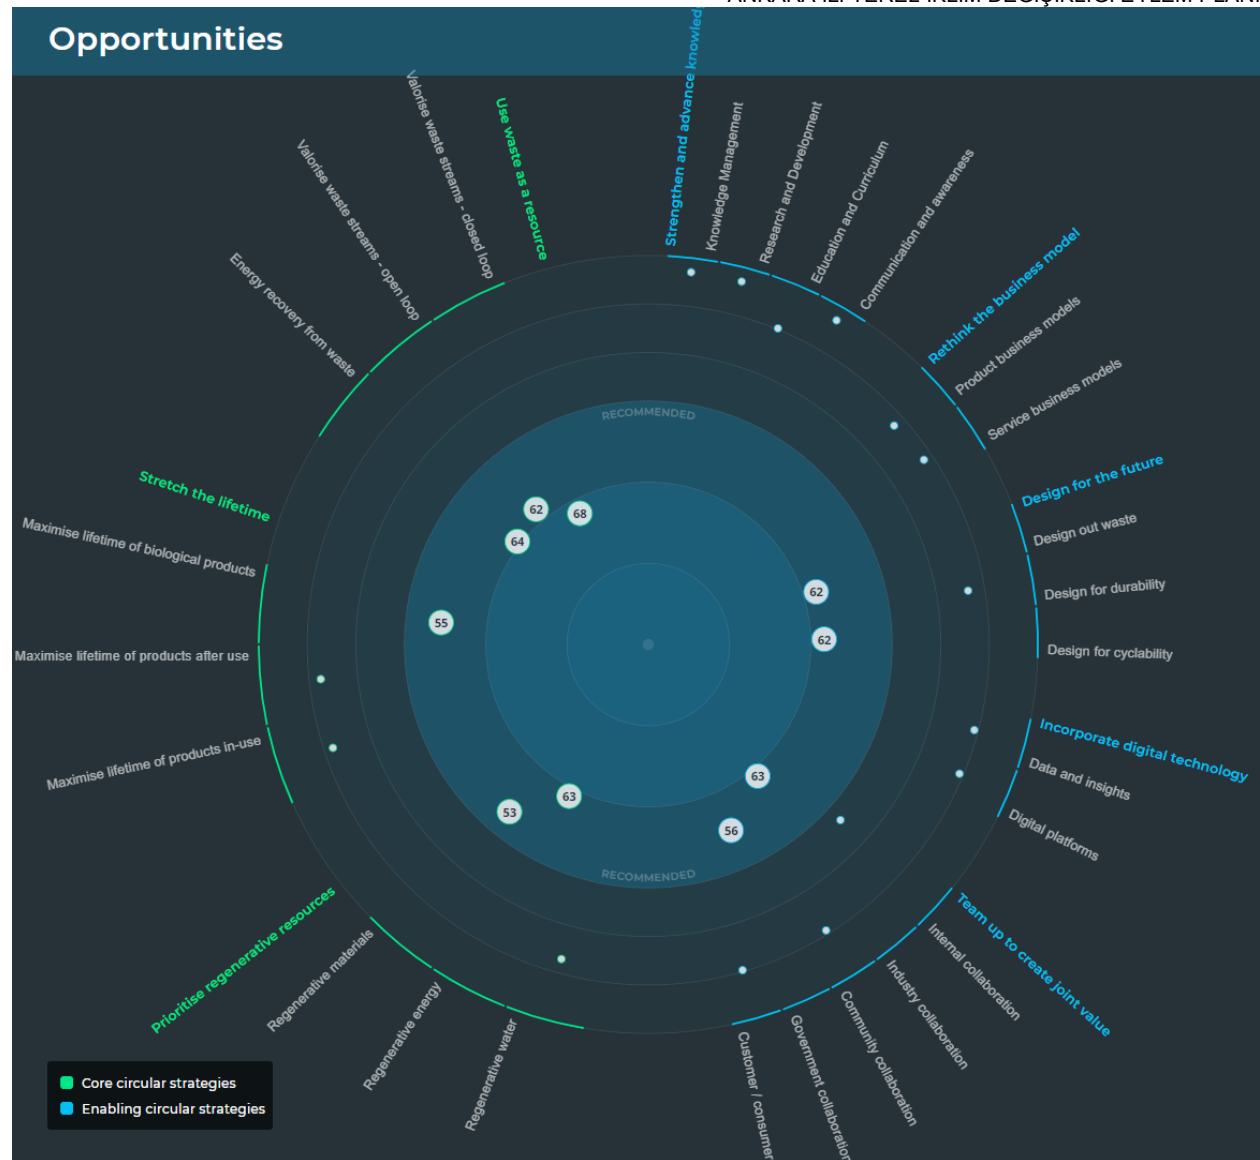 Opportunities
Strengthen and advance
Knowledge Management
Research and Development
Education and Curriculum
Communication and awareness
Rethink the business model
Product business models
Service business models
Design for the future
Design out waste
Design for durability
Design for cyclability
Incorporate digital technology
Data and insights
Digital platforms
Team up to create joint value
Internal collaboration
Industry collaboration
Community collaboration
Government collaboration
Customer / consumer
Regenerative water
Regenerative energy
Regenerative materials
Prioritise regenerative resources
Maximise lifetime of products in-use
Maximise lifetime of products after use
Maximise lifetime of biological products
Stretch the lifetime
Energy recovery from waste
Valorise waste streams - open loop
Valorise waste streams - closed loop
Use waste as a resource
RECOMMENDED
62
68
64
62
55
62
63
63
53
56
RECOMMENDED
Core circular strategies
Enabling circular strategies